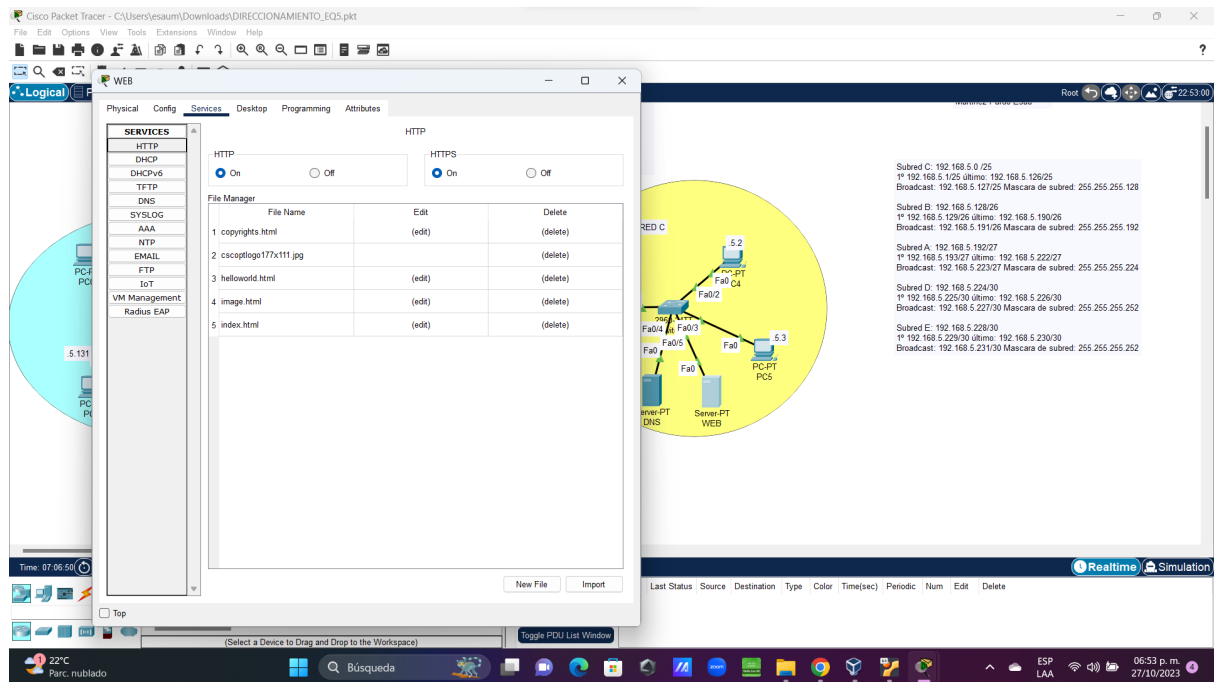 Cisco Packet Tracer - C:\Users\esaum\Downloads\DIRECCIONAMIENTO_EQ5.pkt
File Edit Options View Tools Extensions Window Help
?
Logical
Root
22:53:00
WEB
Physical Config Services Desktop Programming Attributes
SERVICES
HTTP
DHCP
DHCPv6
TFTP
DNS
SYSLOG
AAA
NTP
EMAIL
FTP
IoT
VM Management
Radius EAP
HTTP
HTTP
On Off
HTTPS
On Off
File Manager
File Name Edit Delete
1 copyrights.html (edit) (delete)
2 cscoptlogo177x111.jpg (delete)
3 helloworld.html (edit) (delete)
4 image.html (edit) (delete)
5 index.html (edit) (delete)
New File Import
Top
.5.131
RED C
.5.2
PC-PT
C4
Fa0
Fa0/2
Fa0/4
Fa0/3
Fa0/5
Fa0
Fa0
Fa0
.5.3
PC-PT
PC5
DNS
Server-PT
WEB
Subred C: 192.168.5.0 /25
1º 192.168.5.1/25 último: 192.168.5.126/25
Broadcast: 192.168.5.127/25 Mascara de subred: 255.255.255.128
Subred B: 192.168.5.128/26
1º 192.168.5.129/26 último: 192.168.5.190/26
Broadcast: 192.168.5.191/26 Mascara de subred: 255.255.255.192
Subred A: 192.168.5.192/27
1º 192.168.5.193/27 último: 192.168.5.222/27
Broadcast: 192.168.5.223/27 Mascara de subred: 255.255.255.224
Subred D: 192.168.5.224/30
1º 192.168.5.225/30 último: 192.168.5.226/30
Broadcast: 192.168.5.227/30 Mascara de subred: 255.255.255.252
Subred E: 192.168.5.228/30
1º 192.168.5.229/30 último: 192.168.5.230/30
Broadcast: 192.168.5.231/30 Mascara de subred: 255.255.255.252
Time: 07:06:50
Realtime
Simulation
Last Status Source Destination Type Color Time(sec) Periodic Num Edit Delete
(Select a Device to Drag and Drop to the Workspace)
Toggle PDU List Window
1
22°C
Parc. nublado
Búsqueda
zoom
ESP
LAA
06:53 p. m.
27/10/2023
4